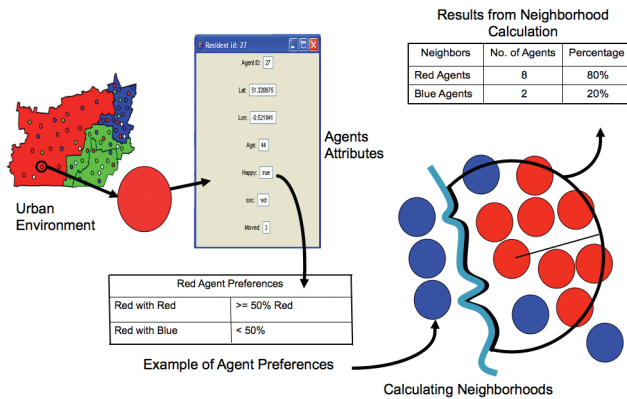 Results from Neighborhood
Calculation
Neighbors No. of Agents Percentage
Red Agents 8 80%
Blue Agents 2 20%
Resident id: 27
Agent ID: 27
Lat: 51.320875
Lon: -0.521941
Age: 44
Happy: true
soc: red
Moved: 3
Agents
Attributes
Urban
Environment
Red Agent Preferences
Red with Red >= 50% Red
Red with Blue < 50%
Example of Agent Preferences
Calculating Neighborhoods